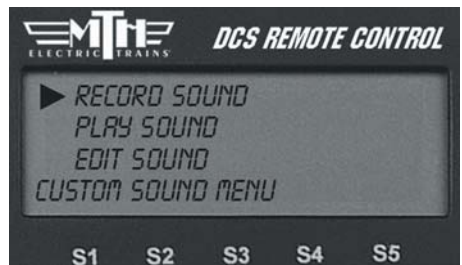 MTH
ELECTRIC TRAINS
DCS REMOTE CONTROL
RECORD SOUND
PLAY SOUND
EDIT SOUND
CUSTOM SOUND MENU
S1 S2 S3 S4 S5